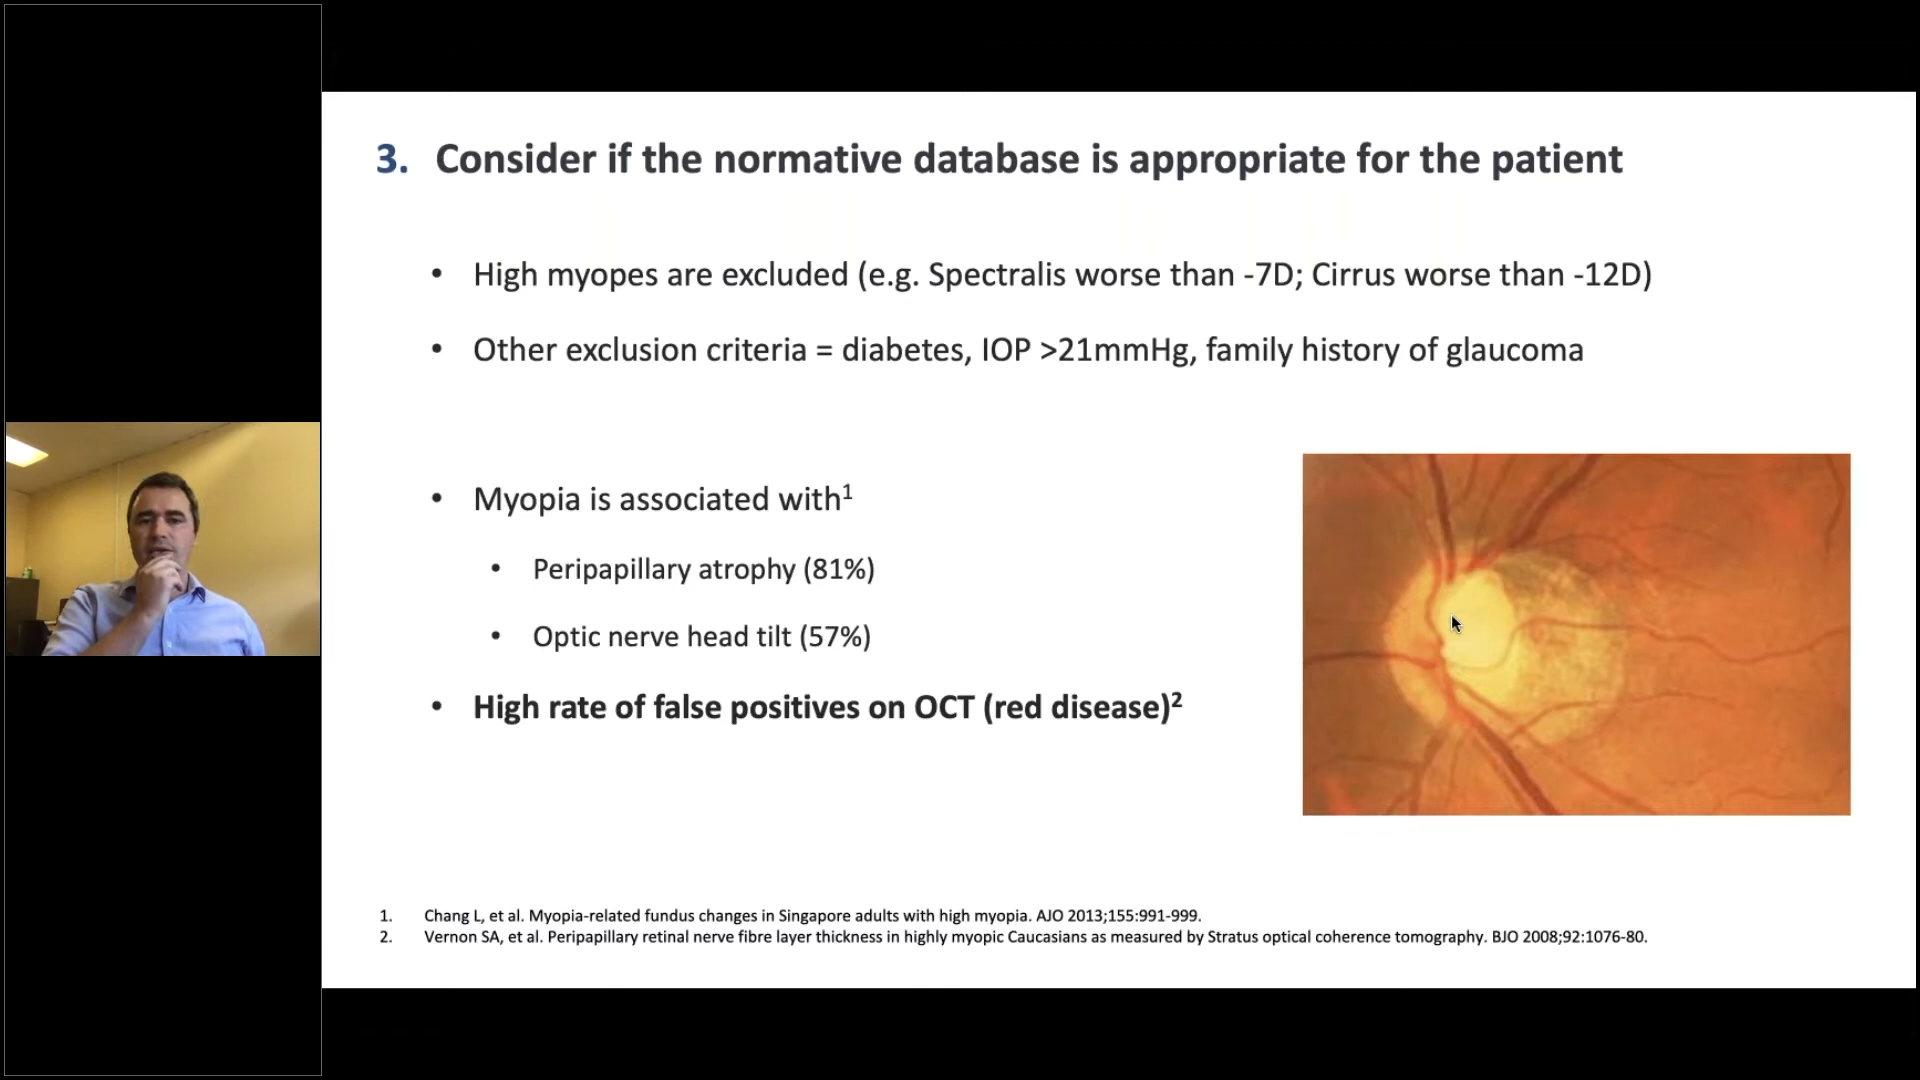 3. Consider if the normative database is appropriate for the patient
• High myopes are excluded (e.g. Spectralis worse than -7D; Cirrus worse than -12D)
• Other exclusion criteria = diabetes, IOP >21mmHg, family history of glaucoma
• Myopia is associated with¹
• Peripapillary atrophy (81%)
• Optic nerve head tilt (57%)
• High rate of false positives on OCT (red disease)²
1. Chang L, et al. Myopia-related fundus changes in Singapore adults with high myopia. AJO 2013;155:991-999.
2. Vernon SA, et al. Peripapillary retinal nerve fibre layer thickness in highly myopic Caucasians as measured by Stratus optical coherence tomography. BJO 2008;92:1076-80.